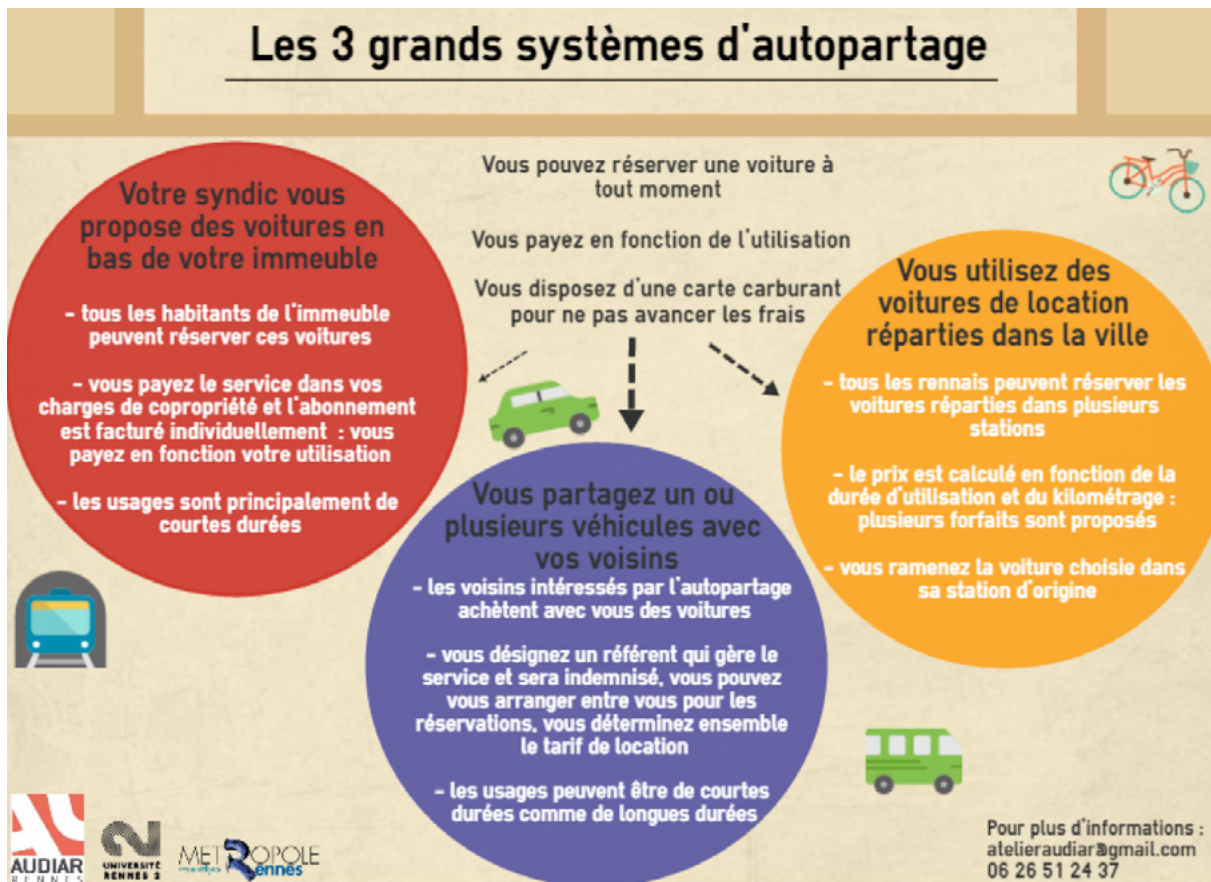 Les 3 grands systèmes d'autopartage
Votre syndic vous
propose des voitures en
bas de votre immeuble
- tous les habitants de l'immeuble
peuvent réserver ces voitures
- vous payez le service dans vos
charges de copropriété et l'abonnement
est facturé individuellement : vous
payez en fonction votre utilisation
- les usages sont principalement de
courtes durées
Vous pouvez réserver une voiture à
tout moment
Vous payez en fonction de l'utilisation
Vous disposez d'une carte carburant
pour ne pas avancer les frais
Vous partagez un ou
plusieurs véhicules avec
vos voisins
- les voisins intéressés par l'autopartage
achètent avec vous des voitures
- vous désignez un référent qui gère le
service et sera indemnisé, vous pouvez
vous arranger entre vous pour les
réservations, vous déterminez ensemble
le tarif de location
- les usages peuvent être de courtes
durées comme de longues durées
Vous utilisez des
voitures de location
réparties dans la ville
- tous les rennais peuvent réserver les
voitures réparties dans plusieurs
stations
- le prix est calculé en fonction de la
durée d'utilisation et du kilométrage :
plusieurs forfaits sont proposés
- vous ramenez la voiture choisie dans
sa station d'origine
AU
AUDIAR
RENNES
UNIVERSITÉ
RENNES 2
METROPOLE
Rennes
Pour plus d'informations :
atelieraudiar@gmail.com
06 26 51 24 37